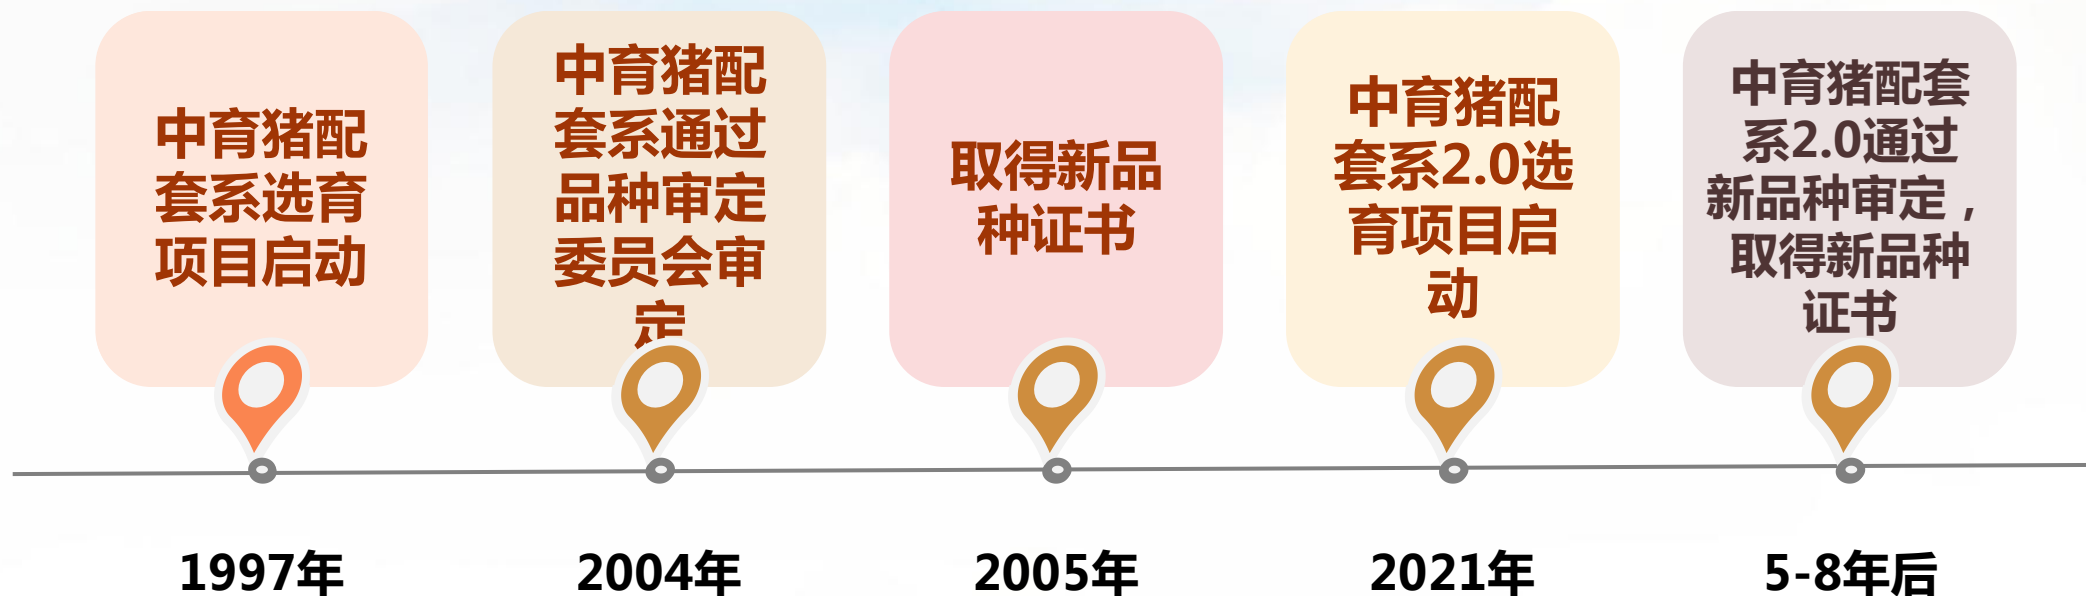 中育猪配
套系选育
项目启动
中育猪配
套系通过
品种审定
委员会审
定
取得新品
种证书
中育猪配
套系2.0选
育项目启
动
中育猪配套
系2.0通过
新品种审定，
取得新品种
证书
1997年
2004年
2005年
2021年
5-8年后